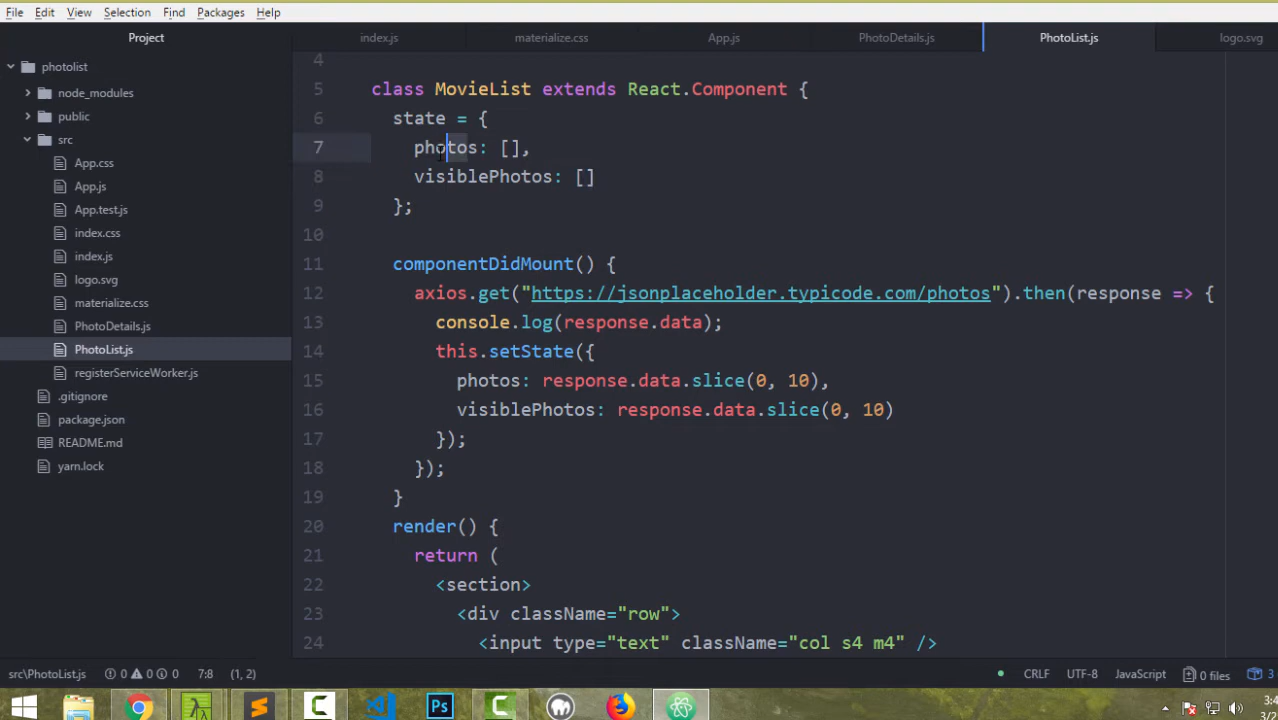 File Edit View Selection Find Packages Help
Project
index.js materialize.css App.js PhotoDetails.js PhotoList.js logo.svg
photolist
node_modules
public
src
App.css
App.js
App.test.js
index.css
index.js
logo.svg
materialize.css
PhotoDetails.js
PhotoList.js
registerServiceWorker.js
.gitignore
package.json
README.md
yarn.lock
4
5 class MovieList extends React.Component {
6 state = {
7 photos: [],
8 visiblePhotos: []
9 };
10
11 componentDidMount() {
12 axios.get("https://jsonplaceholder.typicode.com/photos").then(response => {
13 console.log(response.data);
14 this.setState({
15 photos: response.data.slice(0, 10),
16 visiblePhotos: response.data.slice(0, 10)
17 });
18 });
19 }
20 render() {
21 return (
22 <section>
23 <div className="row">
24 <input type="text" className="col s4 m4" />
src\PhotoList.js 0 0 0 7:8 (1, 2) CRLF UTF-8 JavaScript 0 files 3
Ps